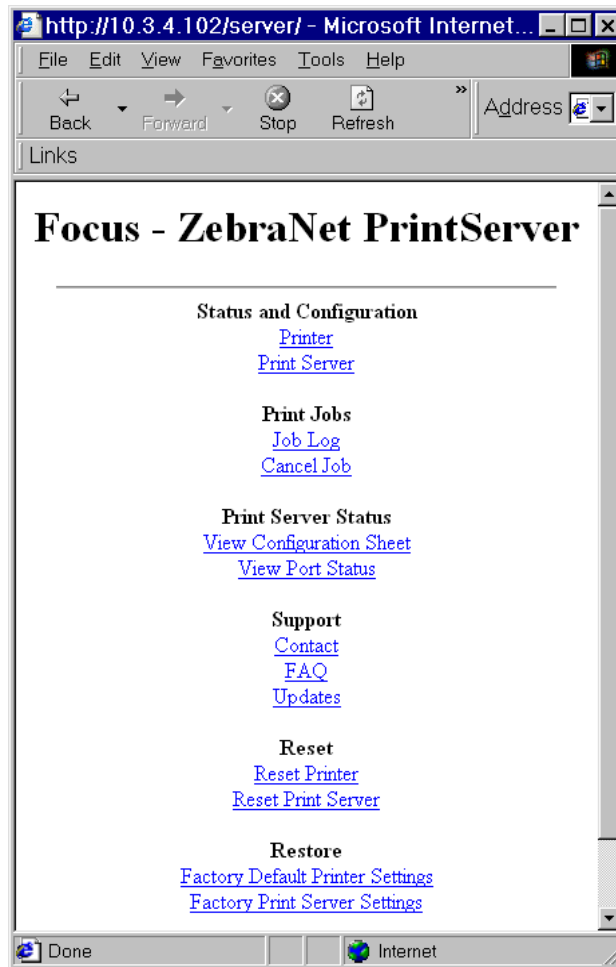 http://10.3.4.102/server/ - Microsoft Internet...
File Edit View Favorites Tools Help
Back Forward Stop Refresh » Address
Links
Focus - ZebraNet PrintServer
Status and Configuration
Printer
Print Server
Print Jobs
Job Log
Cancel Job
Print Server Status
View Configuration Sheet
View Port Status
Support
Contact
FAQ
Updates
Reset
Reset Printer
Reset Print Server
Restore
Factory Default Printer Settings
Factory Print Server Settings
Done Internet